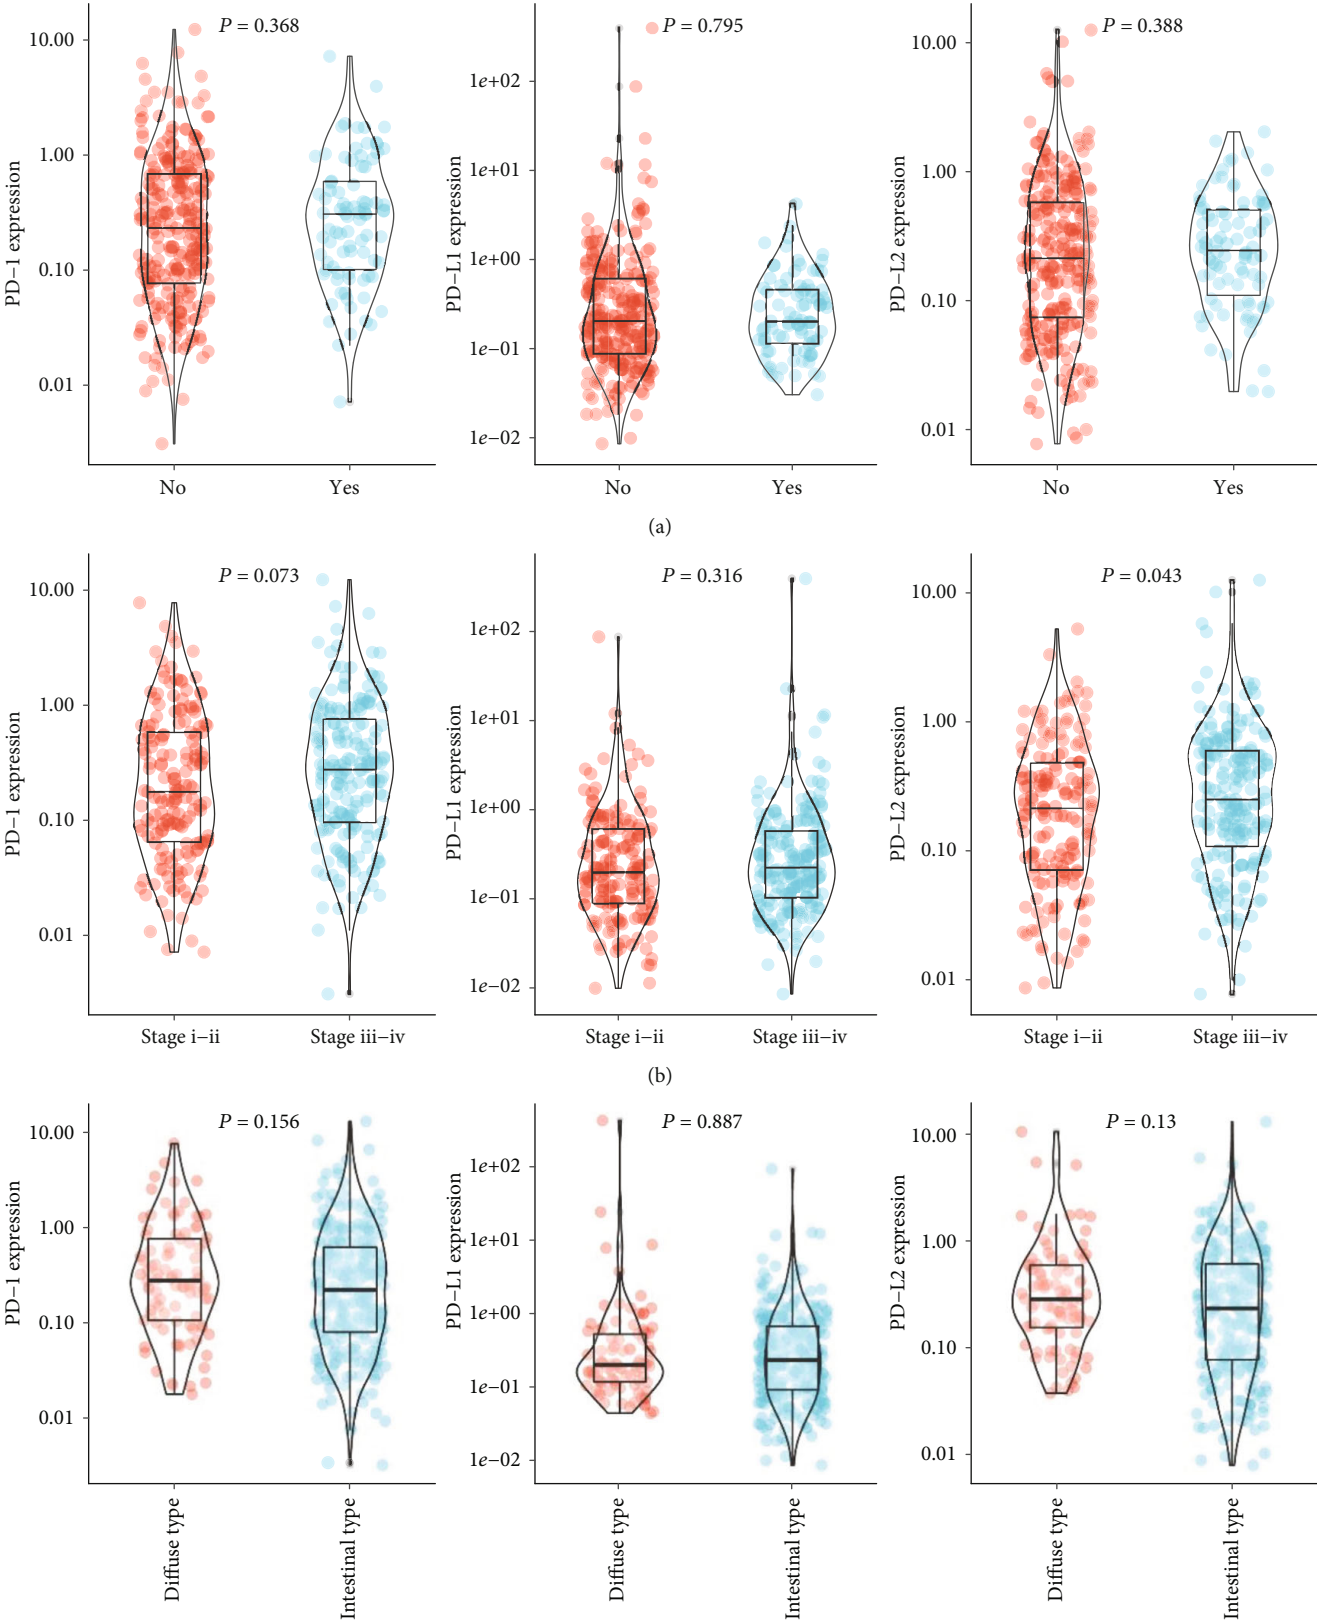 P = 0.368
10.00
1.00
0.10
0.01
PD−1 expression
No
Yes
P = 0.795
1e+02
1e+01
1e+00
1e−01
1e−02
PD−L1 expression
No
Yes
P = 0.388
10.00
1.00
0.10
0.01
PD−L2 expression
No
Yes
(a)
P = 0.073
10.00
1.00
0.10
0.01
PD−1 expression
Stage i−ii
Stage iii−iv
P = 0.316
1e+02
1e+01
1e+00
1e−01
1e−02
PD−L1 expression
Stage i−ii
Stage iii−iv
P = 0.043
10.00
1.00
0.10
0.01
PD−L2 expression
Stage i−ii
Stage iii−iv
(b)
P = 0.156
10.00
1.00
0.10
0.01
PD−1 expression
Diffuse type
Intestinal type
P = 0.887
1e+02
1e+01
1e+00
1e−01
1e−02
PD−L1 expression
Diffuse type
Intestinal type
P = 0.13
10.00
1.00
0.10
0.01
PD−L2 expression
Diffuse type
Intestinal type